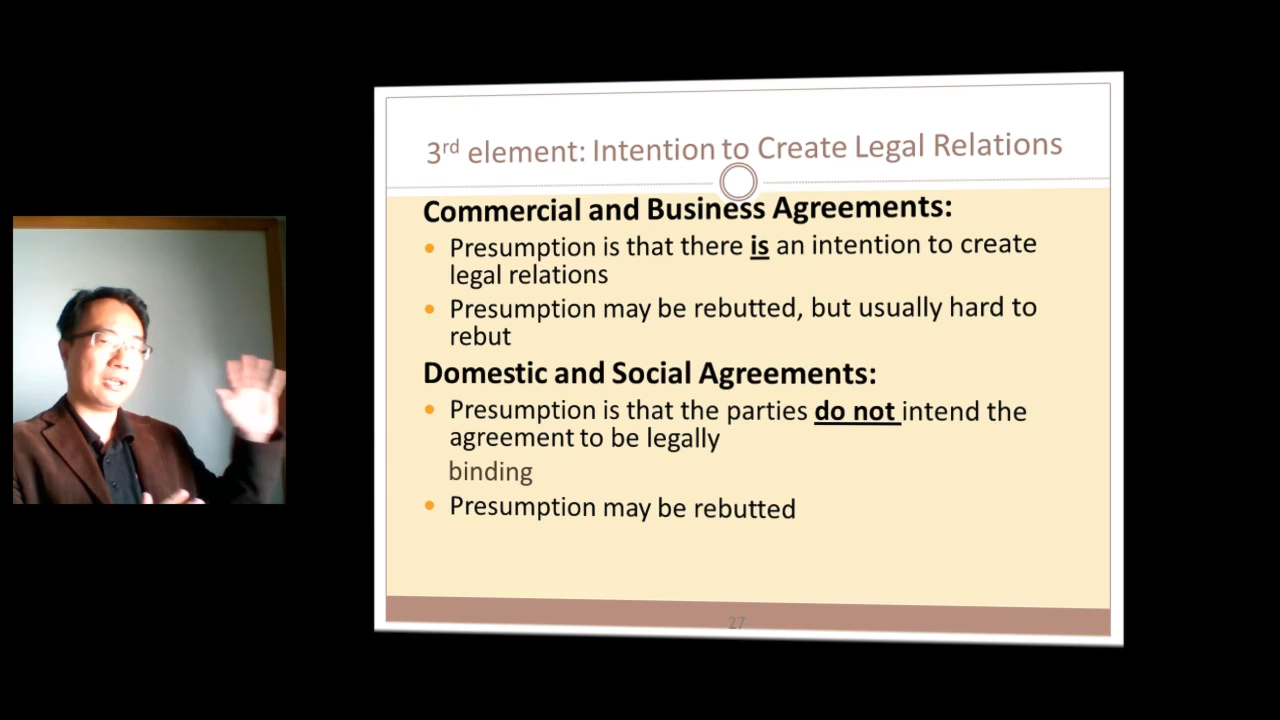 3rd element: Intention to Create Legal Relations
Commercial and Business Agreements:
• Presumption is that there is an intention to create
legal relations
• Presumption may be rebutted, but usually hard to
rebut
Domestic and Social Agreements:
• Presumption is that the parties do not intend the
agreement to be legally
binding
• Presumption may be rebutted
27